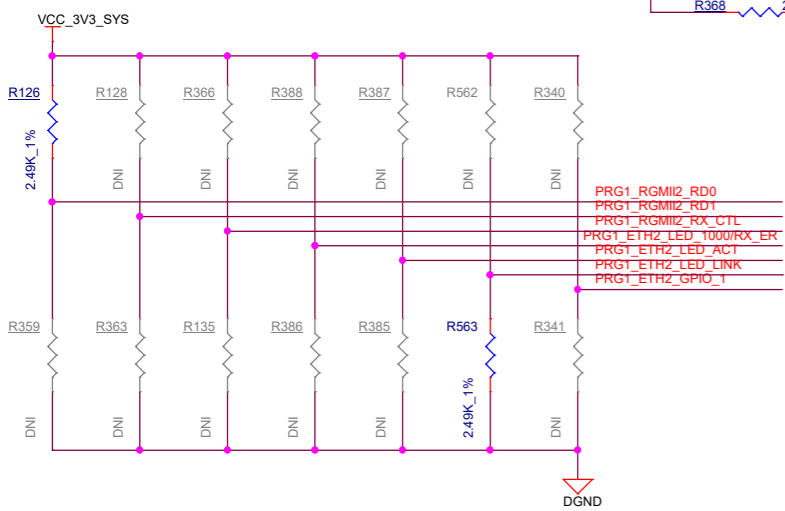 R368
2
VCC_3V3_SYS
R126
R128
R366
R388
R387
R562
R340
2.49K_1%
DNI
DNI
DNI
DNI
DNI
DNI
PRG1_RGMII2_RD0
PRG1_RGMII2_RD1
PRG1_RGMII2_RX_CTL
PRG1_ETH2_LED_1000/RX_ER
PRG1_ETH2_LED_ACT
PRG1_ETH2_LED_LINK
PRG1_ETH2_GPIO_1
R359
R363
R135
R386
R385
R563
R341
DNI
DNI
DNI
DNI
DNI
2.49K_1%
DNI
DGND